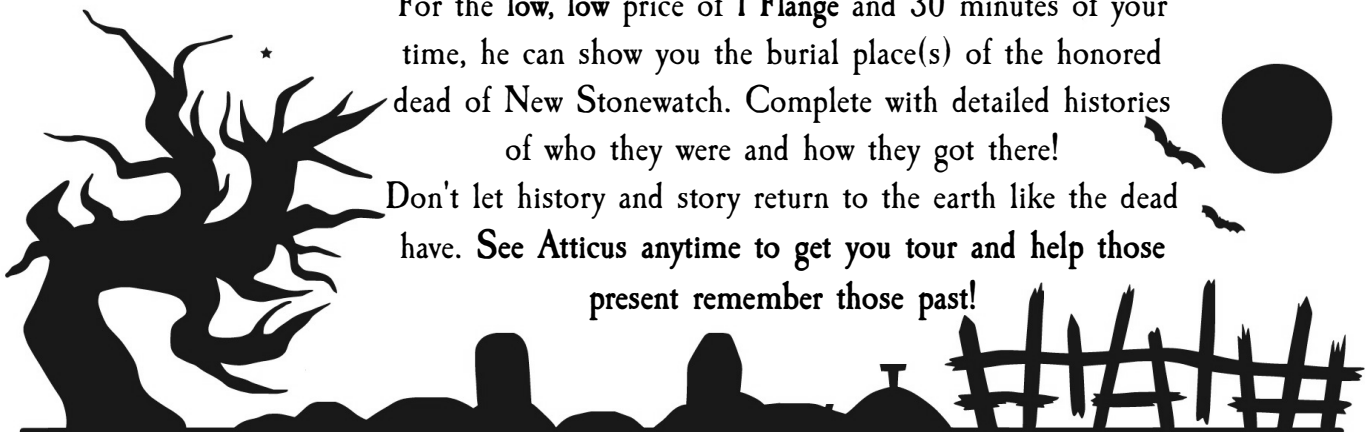 For the low, low price of 1 Flange and 30 minutes of your
time, he can show you the burial place(s) of the honored
dead of New Stonewatch. Complete with detailed histories
of who they were and how they got there!
Don't let history and story return to the earth like the dead
have. See Atticus anytime to get you tour and help those
present remember those past!